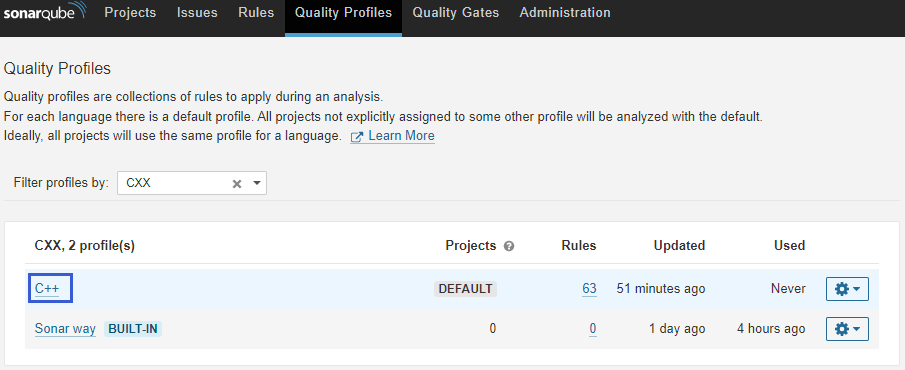 sonarqube Projects Issues Rules Quality Profiles Quality Gates Administration
Quality Profiles
Quality profiles are collections of rules to apply during an analysis.
For each language there is a default profile. All projects not explicitly assigned to some other profile will be analyzed with the default.
Ideally, all projects will use the same profile for a language. Learn More
Filter profiles by: CXX
CXX, 2 profile(s) Projects ? Rules Updated Used
C++ DEFAULT 63 51 minutes ago Never
Sonar way BUILT-IN 0 0 1 day ago 4 hours ago